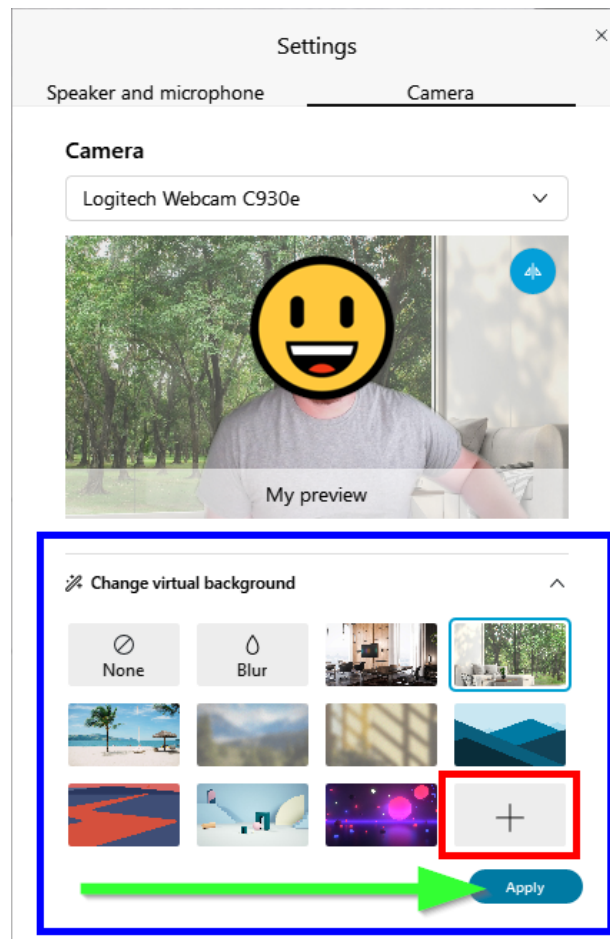 Settings
Speaker and microphone
Camera
Camera
Logitech Webcam C930e
My preview
Change virtual background
None
Blur
Apply